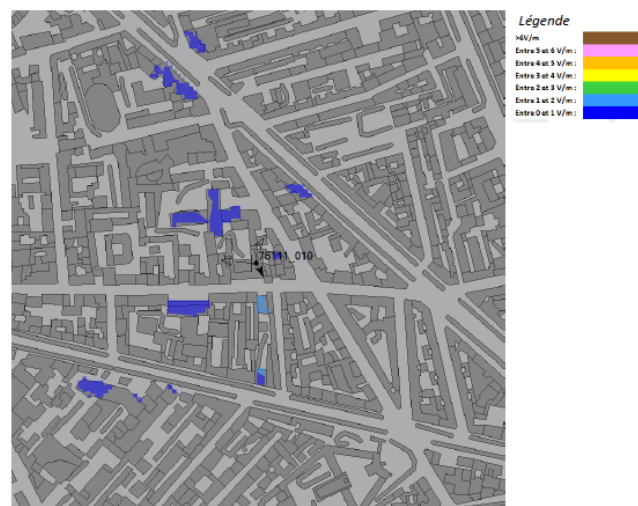 Légende
>6V/m
Entre 5 et 6 V/m :
Entre 4 et 5 V/m :
Entre 3 et 4 V/m :
Entre 2 et 3 V/m :
Entre 1 et 2 V/m :
Entre 0 et 1 V/m :
75111_010